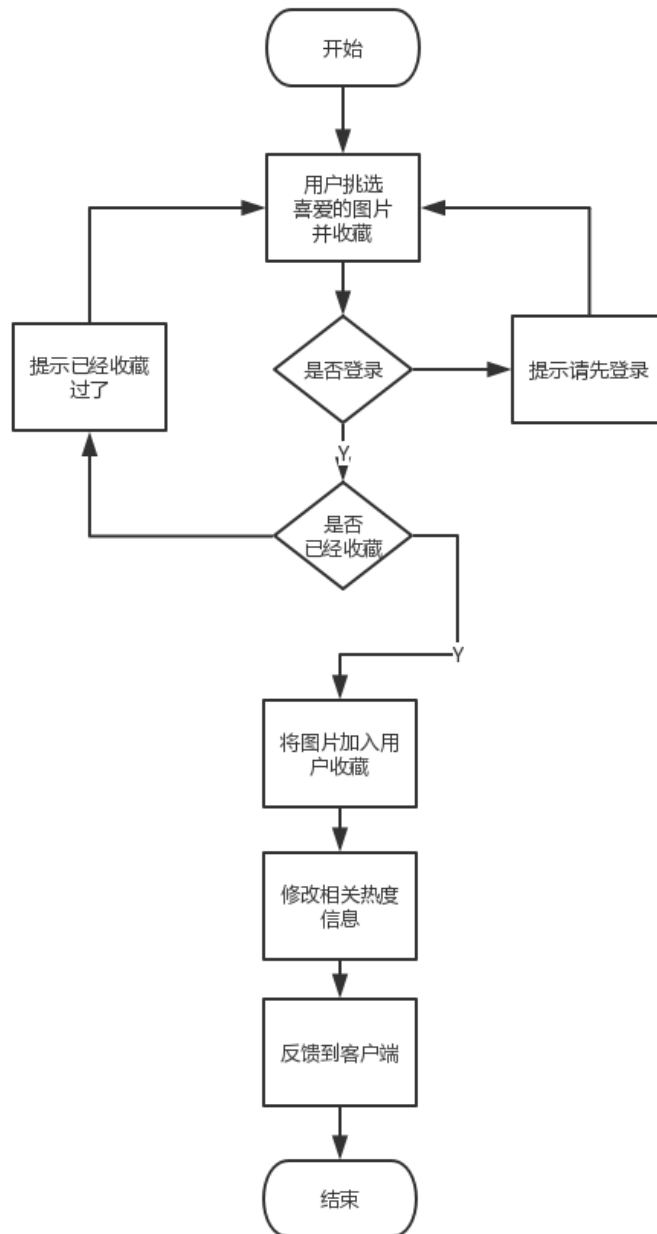 开始
用户挑选
喜爱的图片
并收藏
提示已经收藏
过了
是否登录
提示请先登录
Y
是否
已经收藏
Y
将图片加入用
户收藏
修改相关热度
信息
反馈到客户端
结束